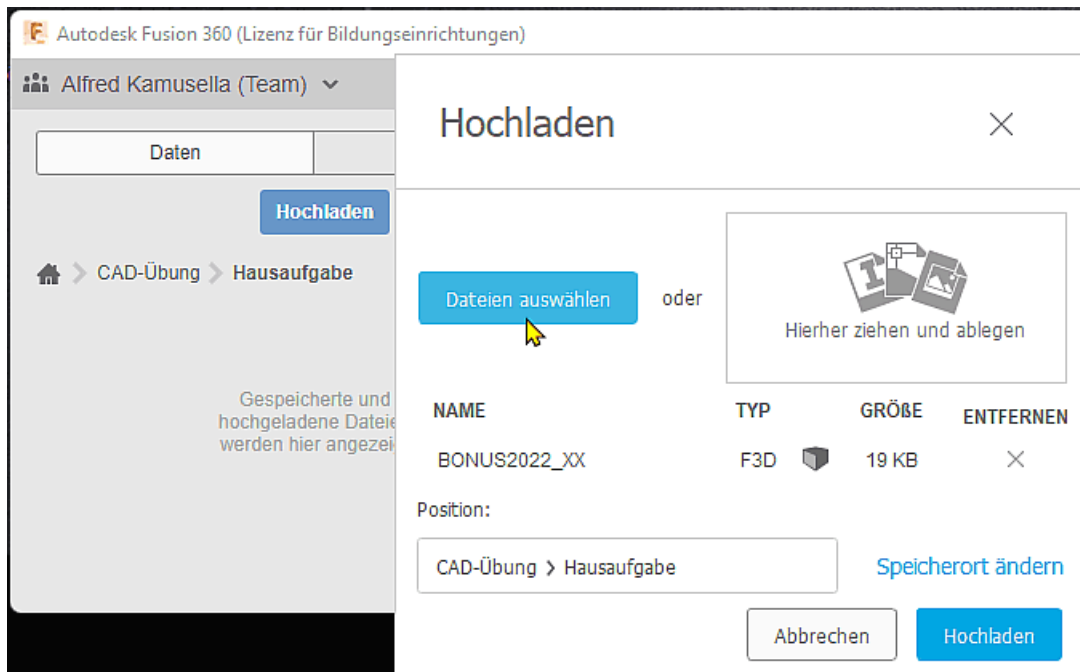 Autodesk Fusion 360 (Lizenz für Bildungseinrichtungen)
Alfred Kamusella (Team)
Daten
Hochladen
CAD-Übung > Hausaufgabe
Gespeicherte und
hochgeladene Dateie
werden hier angezei
Hochladen
Dateien auswählen
oder
Hierher ziehen und ablegen
NAME TYP GRÖßE ENTFERNEN
BONUS2022_XX F3D 19 KB
Position:
CAD-Übung > Hausaufgabe
Speicherort ändern
Abbrechen
Hochladen